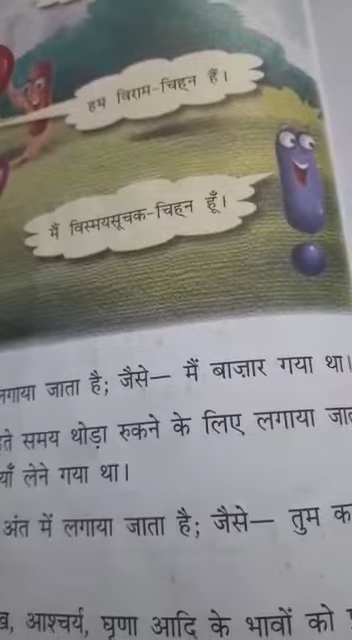 हम विराम-चिह्न हैं।
मैं विस्मयसूचक-चिह्न हूँ।
लगाया जाता है; जैसे— मैं बाज़ार गया था।
समय थोड़ा रुकने के लिए लगाया
लेने गया था।
अंत में लगाया जाता है; जैसे— तुम
आश्चर्य, घृणा आदि के भावों को